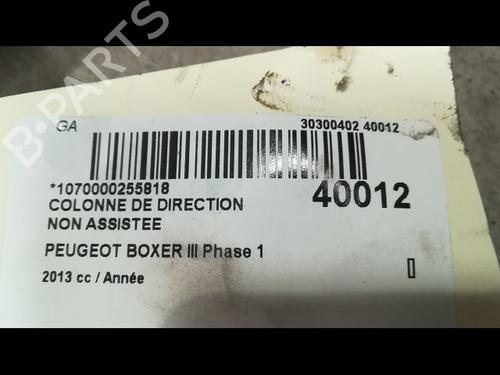 B-PARTS
GA
30300402 40012
*1070000255818
40012
COLONNE DE DIRECTION
NON ASSISTEE
PEUGEOT BOXER III Phase 1
2013 cc / Année